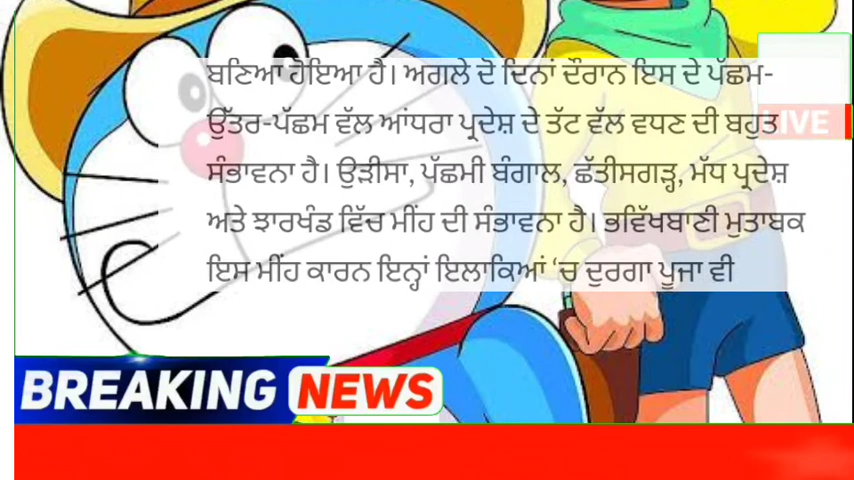 ਬਣਿਆ ਹੋਇਆ ਹੈ। ਅਗਲੇ ਦੋ ਦਿਨਾਂ ਦੌਰਾਨ ਇਸ ਦੇ ਪੱਛਮ-
ਉੱਤਰ-ਪੱਛਮ ਵੱਲ ਆਂਧਰਾ ਪ੍ਰਦੇਸ਼ ਦੇ ਤੱਟ ਵੱਲ ਵਧਣ ਦੀ ਬਹੁਤ
LIVE
ਸੰਭਾਵਨਾ ਹੈ। ਉੜੀਸਾ, ਪੱਛਮੀ ਬੰਗਾਲ, ਛੱਤੀਸਗੜ੍ਹ, ਮੱਧ ਪ੍ਰਦੇਸ਼
ਅਤੇ ਝਾਰਖੰਡ ਵਿੱਚ ਮੀਂਹ ਦੀ ਸੰਭਾਵਨਾ ਹੈ। ਭਵਿੱਖਬਾਣੀ ਮੁਤਾਬਕ
ਇਸ ਮੀਂਹ ਕਾਰਨ ਇਨ੍ਹਾਂ ਇਲਾਕਿਆਂ ‘ਚ ਦੁਰਗਾ ਪੂਜਾ ਵੀ
BREAKING NEWS